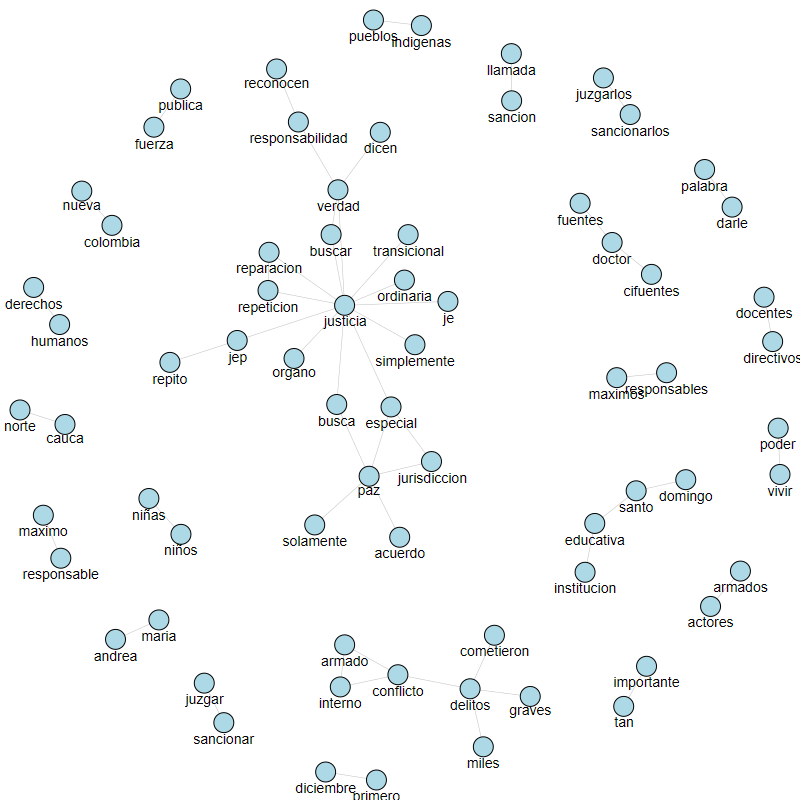 pueblos
indigenas
llamada
reconocen
juzgarlos
publica
sancion
sancionarlos
responsabilidad
fuerza
dicen
palabra
nueva
verdad
fuentes
darle
colombia
buscar
transicional
doctor
reparacion
cifuentes
ordinaria
derechos
repeticion
docentes
je
justicia
humanos
jep
organo
simplemente
directivos
repito
maximos
responsables
busca
especial
norte
cauca
poder
jurisdiccion
paz
vivir
domingo
santo
niñas
maximo
solamente
educativa
niños
acuerdo
responsable
institucion
armados
actores
maria
cometieron
andrea
armado
importante
conflicto
juzgar
interno
delitos
graves
tan
sancionar
miles
diciembre
primero